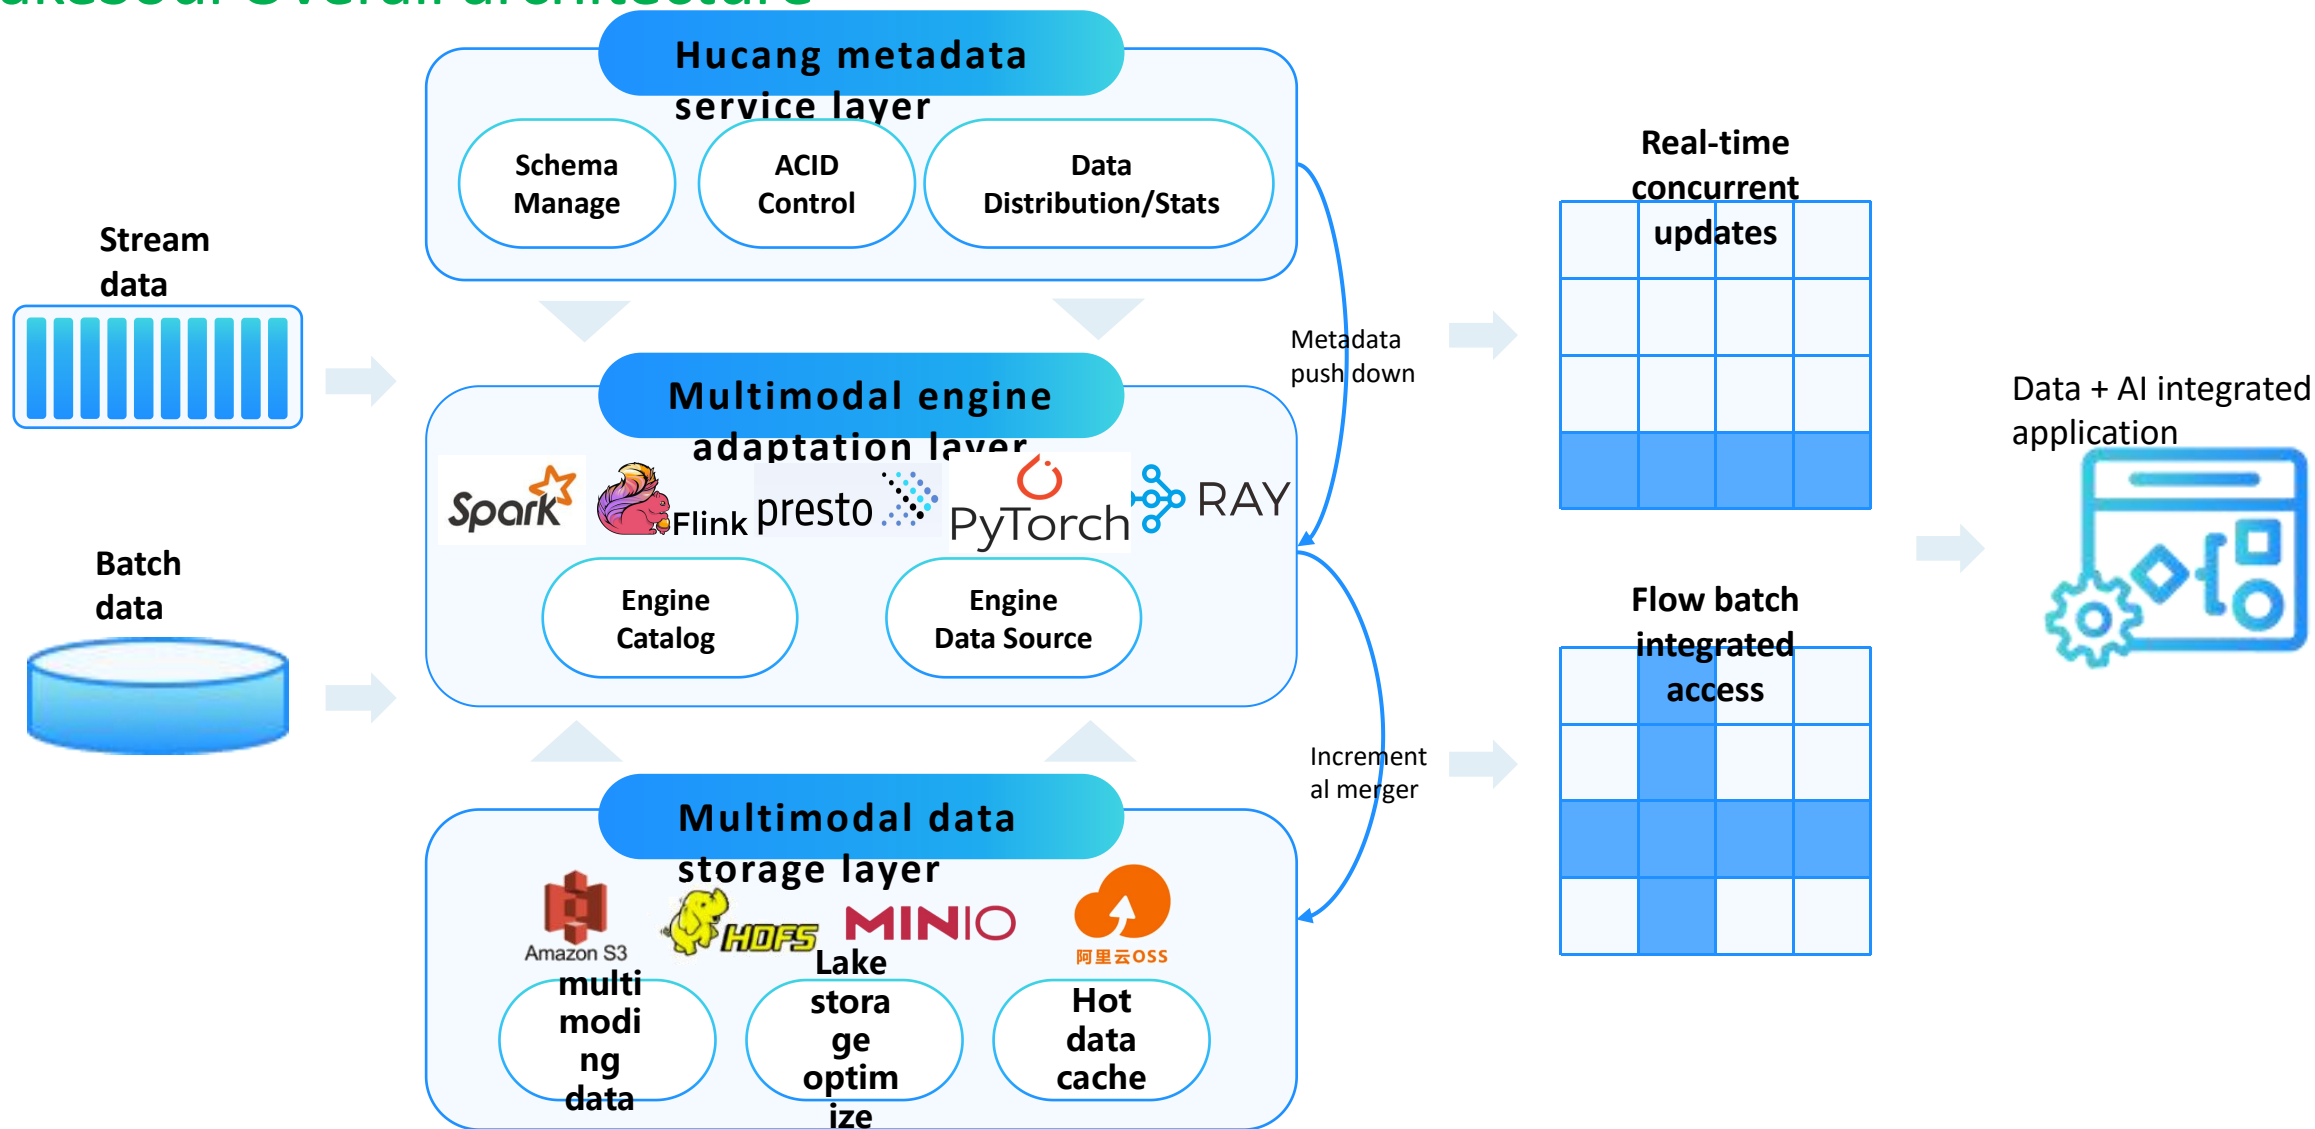 Overall architecture
Hucang metadata
service layer
Schema
Manage
ACID
Control
Data
Distribution/Stats
Stream
data
Batch
data
Multimodal engine
adaptation layer
Spark
Flink
presto
PyTorch
RAY
Engine
Catalog
Engine
Data Source
Multimodal data
storage layer
Amazon S3
HDFS
MINIO
阿里云OSS
multi
modi
ng
data
Lake
stora
ge
optim
ize
Hot
data
cache
Metadata
push down
Increment
al merger
Real-time
concurrent
updates
Flow batch
integrated
access
Data + AI integrated
application